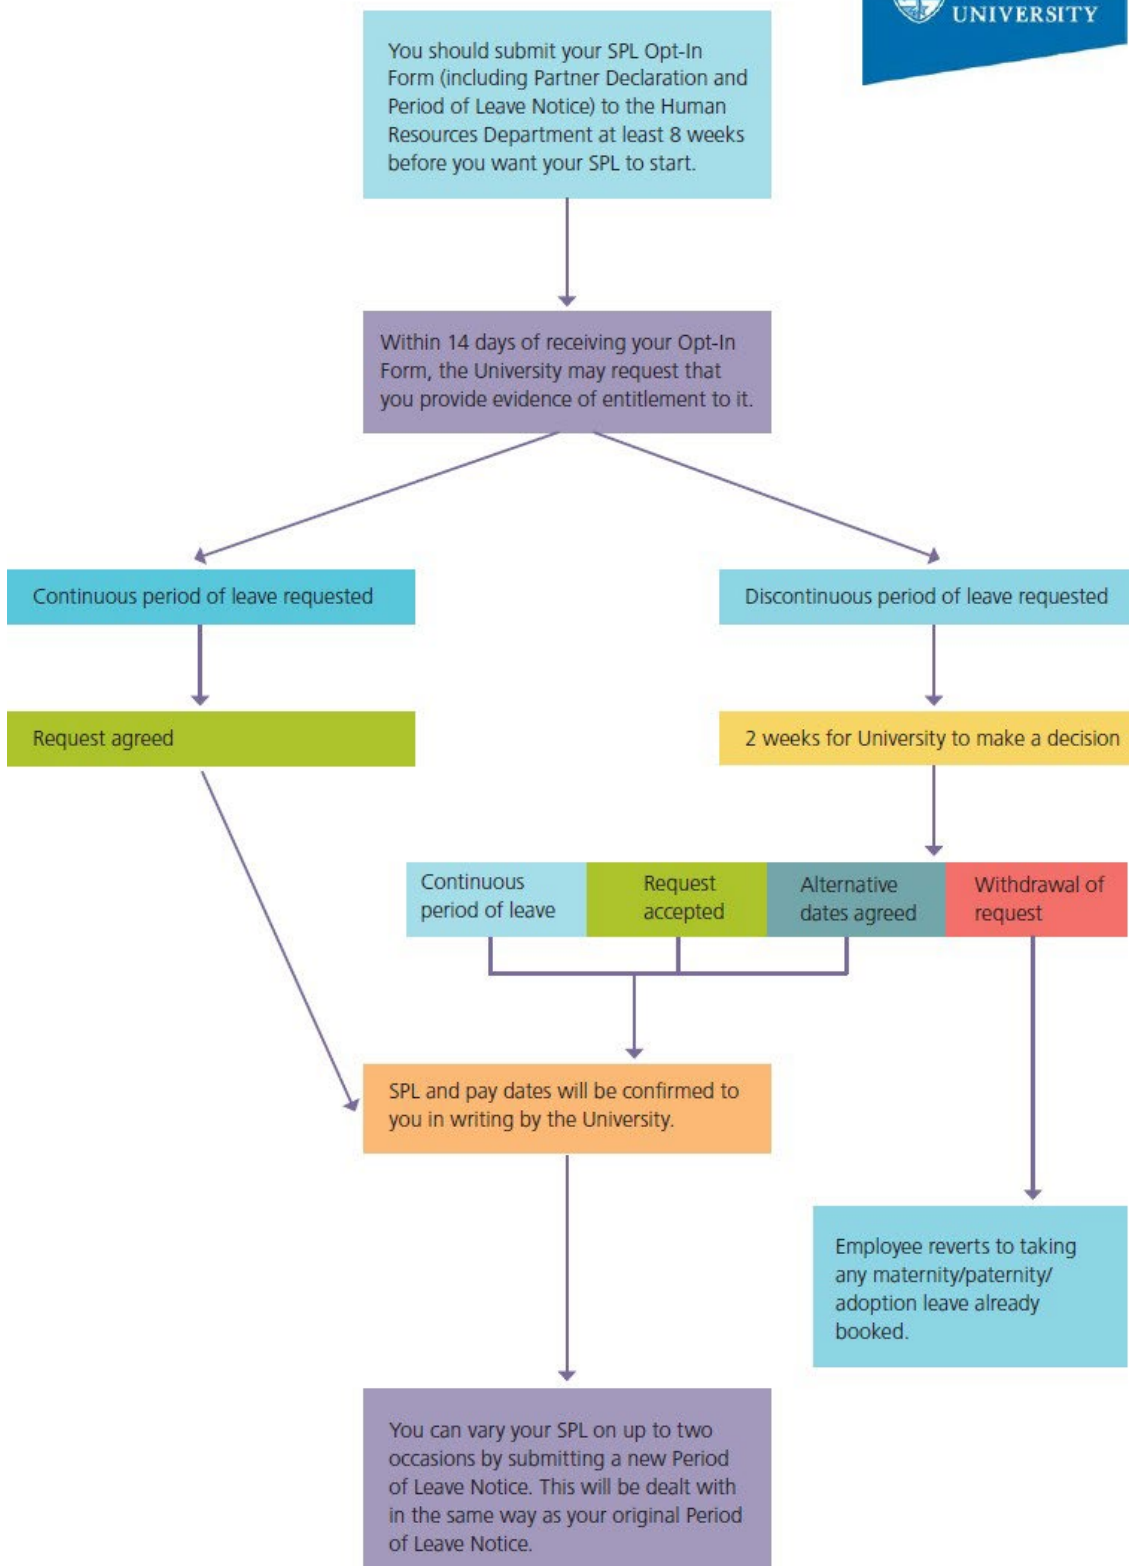 UNIVERSITY
You should submit your SPL Opt-In
Form (including Partner Declaration and
Period of Leave Notice) to the Human
Resources Department at least 8 weeks
before you want your SPL to start.
Within 14 days of receiving your Opt-In
Form, the University may request that
you provide evidence of entitlement to it.
Continuous period of leave requested
Discontinuous period of leave requested
Request agreed
2 weeks for University to make a decision
Continuous
period of leave
Request
accepted
Alternative
dates agreed
Withdrawal of
request
SPL and pay dates will be confirmed to
you in writing by the University.
Employee reverts to taking
any maternity/paternity/
adoption leave already
booked.
You can vary your SPL on up to two
occasions by submitting a new Period
of Leave Notice. This will be dealt with
in the same way as your original Period
of Leave Notice.